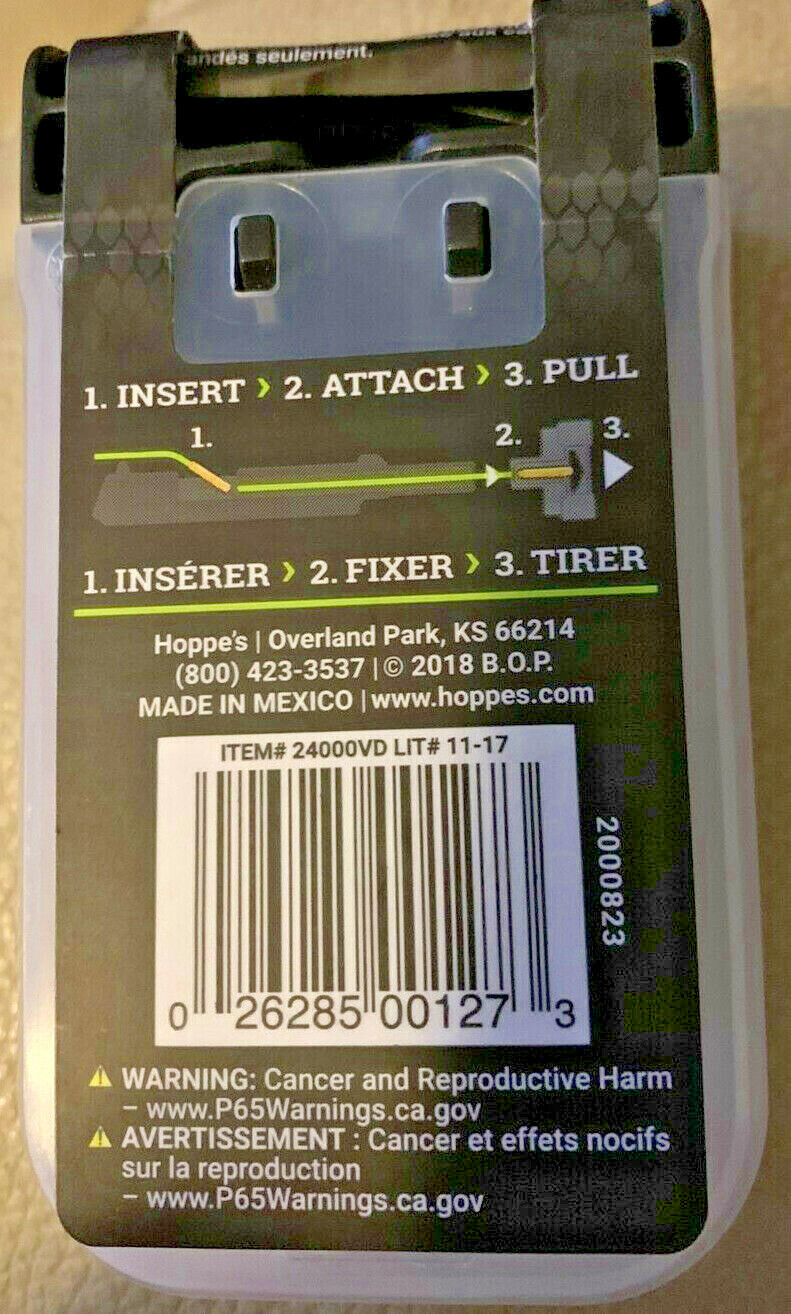 andés seulement.
1. INSERT > 2. ATTACH > 3. PULL
1. 2. 3.
1. INSÉRER > 2. FIXER > 3. TIRER
Hoppe's | Overland Park, KS 66214
(800) 423-3537 | © 2018 B.O.P.
MADE IN MEXICO | www.hoppes.com
ITEM# 24000VD LIT# 11-17
0 26285 00127 3
2000823
WARNING: Cancer and Reproductive Harm
– www.P65Warnings.ca.gov
AVERTISSEMENT : Cancer et effets nocifs
sur la reproduction
– www.P65Warnings.ca.gov